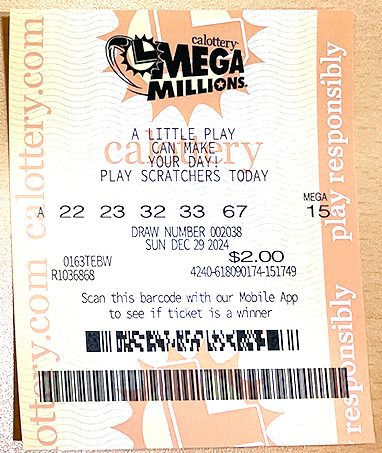 calottery
MEGA
MILLIONS
A LITTLE PLAY
CAN MAKE
YOUR DAY!
PLAY SCRATCHERS TODAY
calottery
MEGA
A 22 23 32 33 67 15
DRAW NUMBER 002038
SUN DEC 29 2024
0163TEBW $2.00
R1036868 4240-618090174-151749
Scan this barcode with our Mobile App
to see if ticket is a winner
calottery.com calottery.com
play responsibly
responsibly